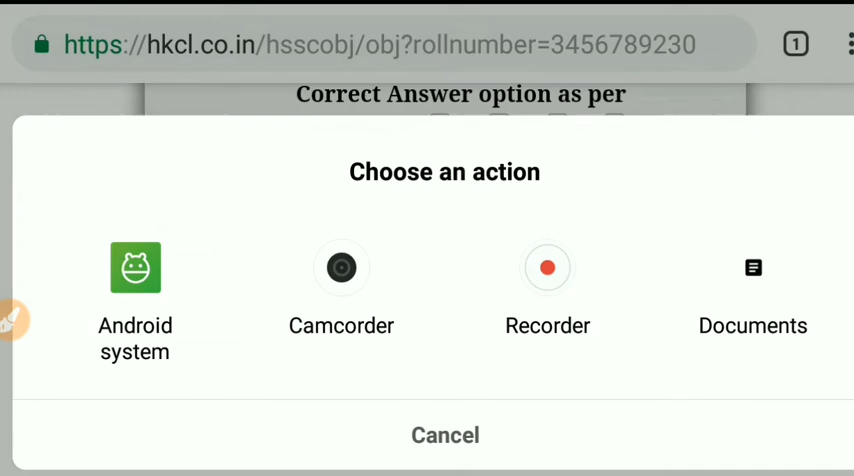 https://hkcl.co.in/hsscobj/obj?rollnumber=3456789230 1
Correct Answer option as per
Choose an action
Android system
Camcorder
Recorder
Documents
Cancel